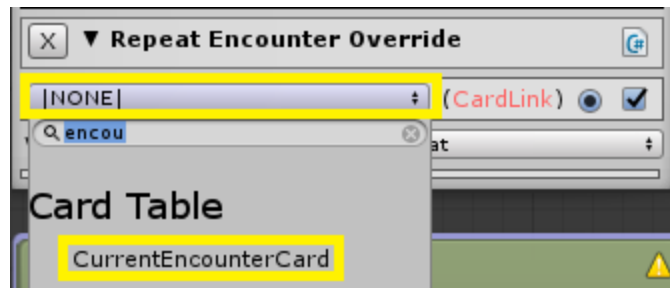 X ▼ Repeat Encounter Override C#
|NONE| (CardLink)
encou
at
Card Table
CurrentEncounterCard